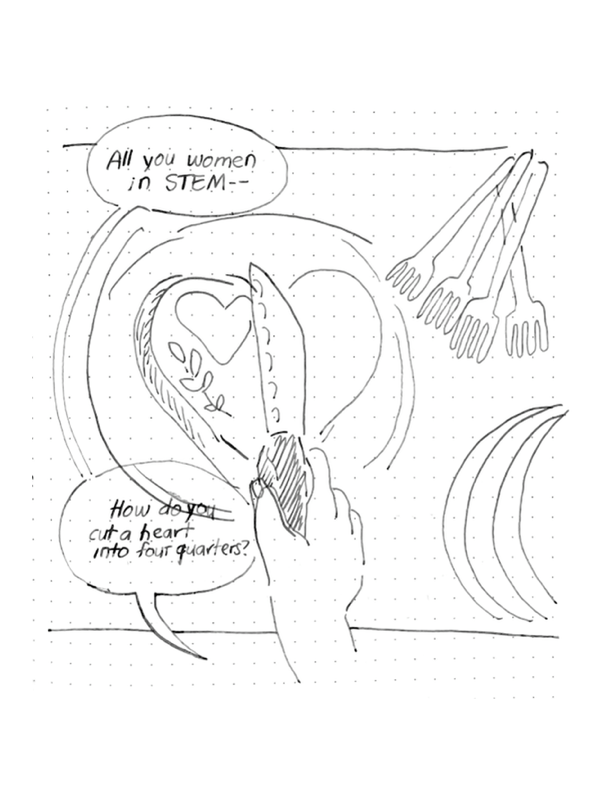 All you women
in STEM--
How do you
cut a heart
into four quarters?